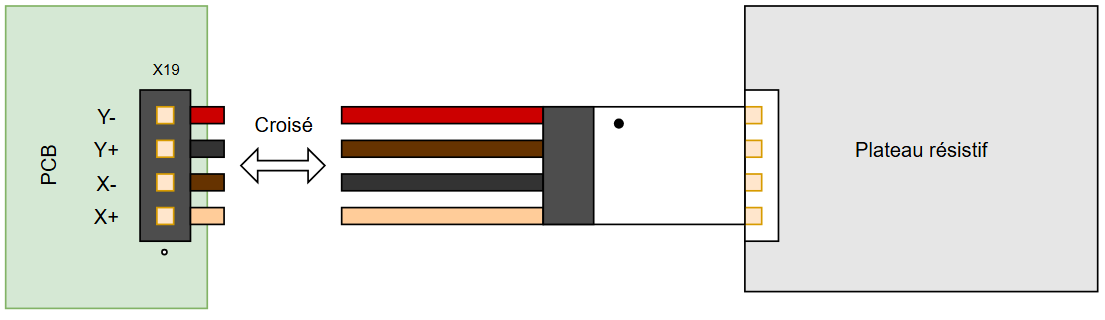 PCB
X19
Y-
Y+
X-
X+
Croisé
Plateau résistif